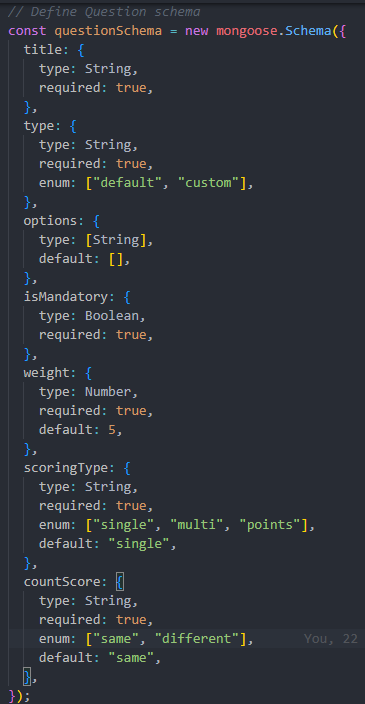 // Define Question schema
const questionSchema = new mongoose.Schema({
  title: {
    type: String,
    required: true,
  },
  type: {
    type: String,
    required: true,
    enum: ["default", "custom"],
  },
  options: {
    type: [String],
    default: [],
  },
  isMandatory: {
    type: Boolean,
    required: true,
  },
  weight: {
    type: Number,
    required: true,
    default: 5,
  },
  scoringType: {
    type: String,
    required: true,
    enum: ["single", "multi", "points"],
    default: "single",
  },
  countScore: {
    type: String,
    required: true,
    enum: ["same", "different"],      You, 22
    default: "same",
  },
});